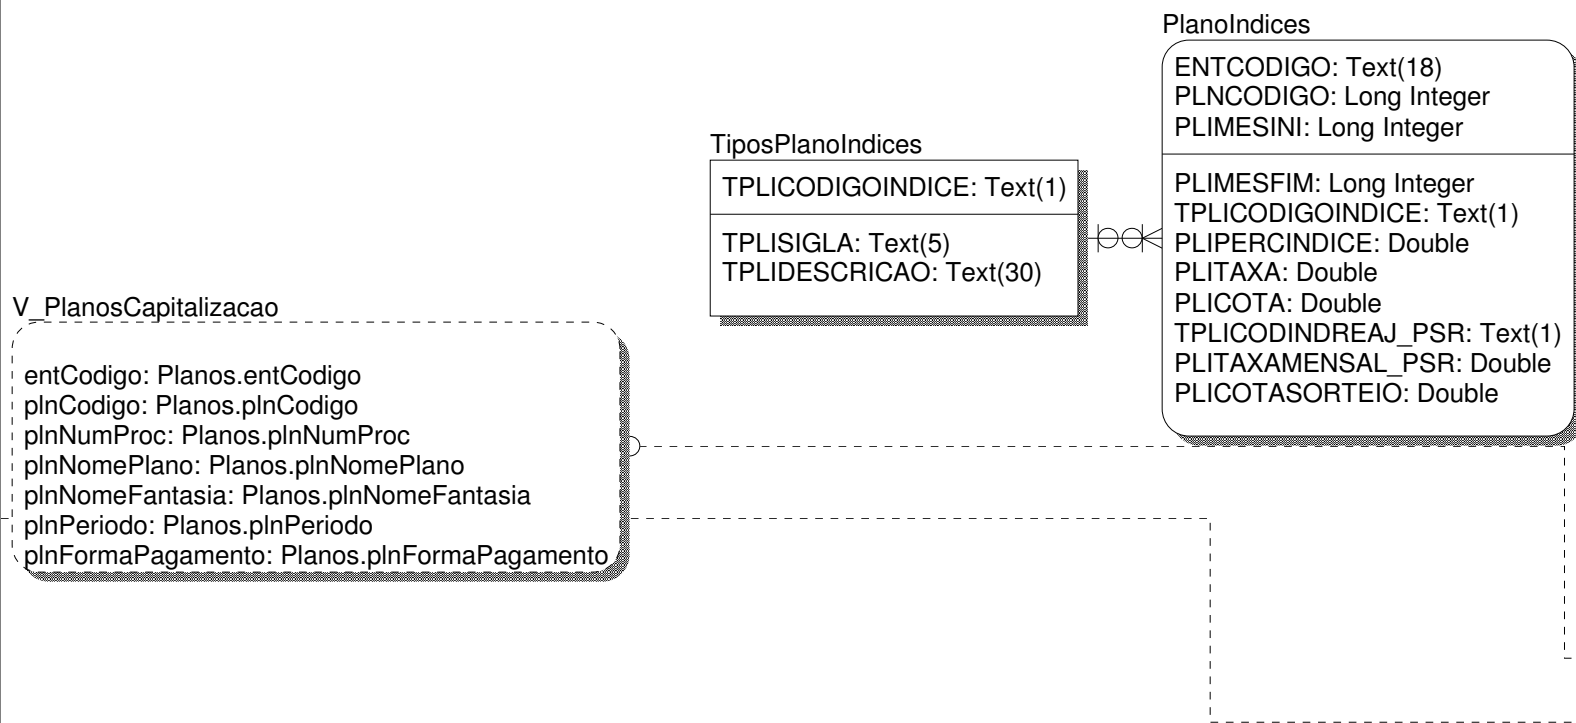 PlanoIndices
ENTCODIGO: Text(18)
PLNCODIGO: Long Integer
PLIMESINI: Long Integer
PLIMESFIM: Long Integer
TPLICODIGOINDICE: Text(1)
PLIPERCINDICE: Double
PLITAXA: Double
PLICOTA: Double
TPLICODINDREAJ_PSR: Text(1)
PLITAXAMENSAL_PSR: Double
PLICOTASORTEIO: Double
TiposPlanoIndices
TPLICODIGOINDICE: Text(1)
TPLISIGLA: Text(5)
TPLIDESCRICAO: Text(30)
V_PlanosCapitalizacao
entCodigo: Planos.entCodigo
plnCodigo: Planos.plnCodigo
plnNumProc: Planos.plnNumProc
plnNomePlano: Planos.plnNomePlano
plnNomeFantasia: Planos.plnNomeFantasia
plnPeriodo: Planos.plnPeriodo
plnFormaPagamento: Planos.plnFormaPagamento